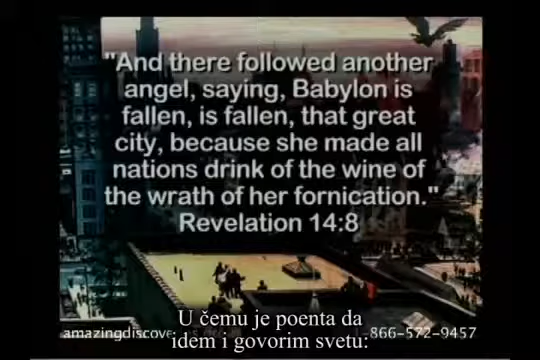 "And there followed another
angel, saying, Babylon is
fallen, is fallen, that great
city, because she made all
nations drink of the wine of
the wrath of her fornication."
Revelation 14:8
U čemu je poenta da
amazingdiscove
-866-572-9457
idem i govorim svetu: